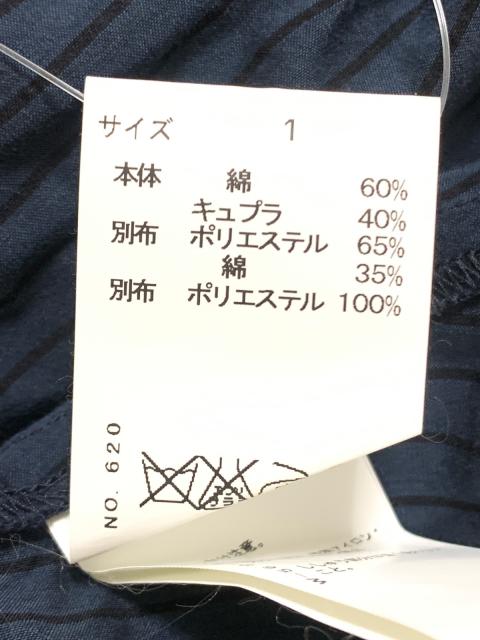 サイズ 1
本体 綿 60%
キュプラ 40%
別布 ポリエステル 65%
綿 35%
別布 ポリエステル 100%
NO. 620